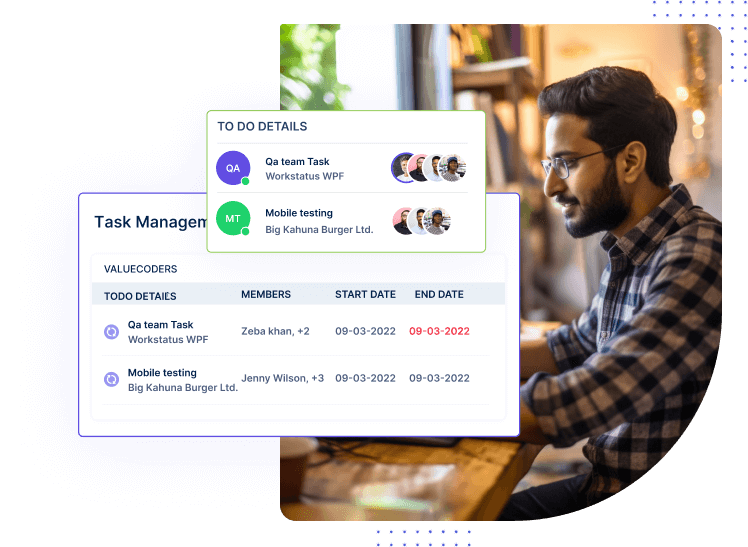 TO DO DETAILS
QA
Qa team Task
Workstatus WPF
MT
Mobile testing
Big Kahuna Burger Ltd.
Task Managem
VALUECODERS
TODO DETAIES MEMBERS START DATE END DATE
Qa team Task
Workstatus WPF
Zeba khan, +2 09-03-2022 09-03-2022
Mobile testing
Big Kahuna Burger Ltd.
Jenny Wilson, +3 09-03-2022 09-03-2022